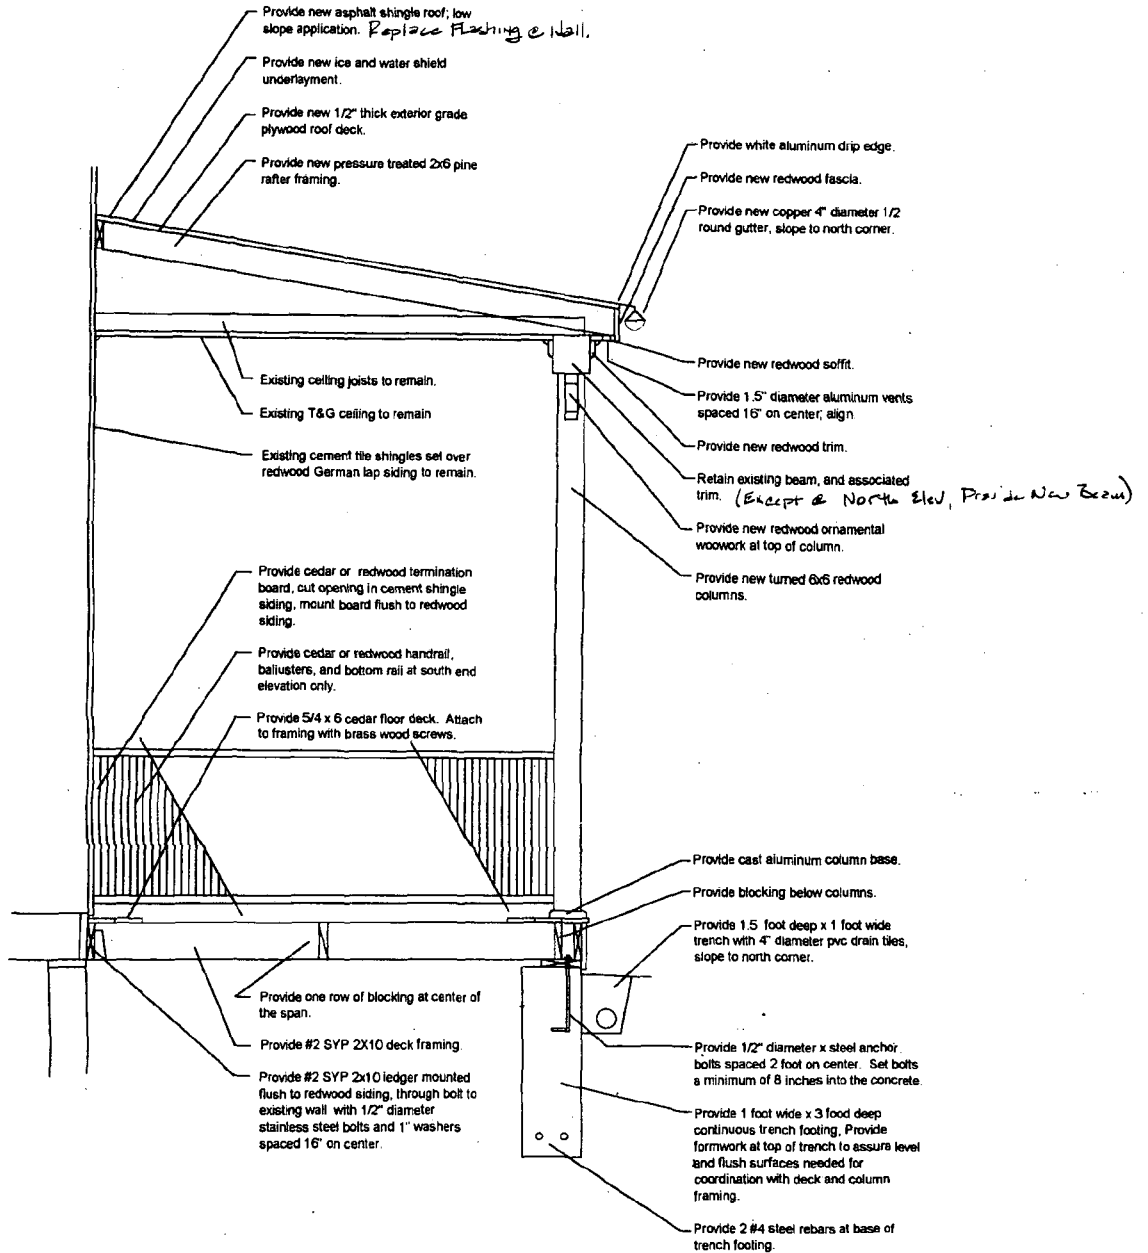 Provide new asphalt shingle roof; low
slope application. Replace Flashing @ Wall.
Provide new ice and water shield
underlayment.
Provide new 1/2" thick exterior grade
plywood roof deck.
Provide new pressure treated 2x6 pine
rafter framing.
Provide white aluminum drip edge.
Provide new redwood fascia.
Provide new copper 4" diameter 1/2
round gutter, slope to north corner.
Existing ceiling joists to remain.
Existing T&G ceiling to remain
Existing cement tile shingles set over
redwood German lap siding to remain.
Provide new redwood soffit.
Provide 1.5" diameter aluminum vents
spaced 16" on center; align.
Provide new redwood trim.
Retain existing beam, and associated
trim. (Except @ North Elev, Provide New Beam)
Provide new redwood ornamental
woowork at top of column.
Provide new turned 6x6 redwood
columns.
Provide cedar or redwood termination
board, cut opening in cement shingle
siding, mount board flush to redwood
siding.
Provide cedar or redwood handrail,
ballusters, and bottom rail at south end
elevation only.
Provide 5/4 x 6 cedar floor deck. Attach
to framing with brass wood screws.
Provide cast aluminum column base.
Provide blocking below columns.
Provide 1.5 foot deep x 1 foot wide
trench with 4" diameter pvc drain tiles,
slope to north corner.
Provide one row of blocking at center of
the span.
Provide #2 SYP 2X10 deck framing.
Provide #2 SYP 2x10 ledger mounted
flush to redwood siding, through bolt to
existing wall with 1/2" diameter
stainless steel bolts and 1" washers
spaced 16" on center.
Provide 1/2" diameter x steel anchor
bolts spaced 2 foot on center. Set bolts
a minimum of 8 inches into the concrete.
Provide 1 foot wide x 3 food deep
continuous trench footing, Provide
formwork at top of trench to assure level
and flush surfaces needed for
coordination with deck and column
framing.
Provide 2 #4 steel rebars at base of
trench footing.